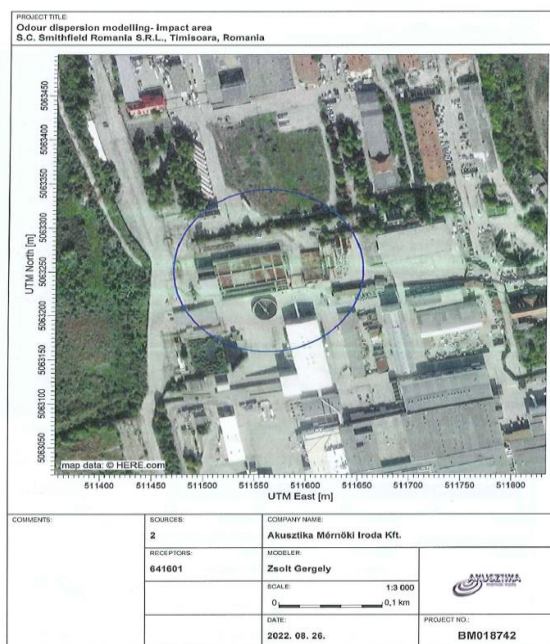 PROJECT TITLE:
Odour dispersion modelling- impact area
S.C. Smithfield Romania S.R.L., Timisoara, Romania
UTM North [m]
5063450
5063400
5063350
5063300
5063250
5063200
5063150
5063100
5063050
map data: © HERE.com
511400 511450 511500 511550 511600 511650 511700 511750 511800
UTM East [m]
COMMENTS:
SOURCES:
2
COMPANY NAME:
Akusztika Mérnöki Iroda Kft.
RECEPTORS:
641601
MODELER:
Zsolt Gergely
SCALE: 1:3 000
0 0,1 km
AKUSZTIKA
DATE:
2022. 08. 26.
PROJECT NO.:
BM018742